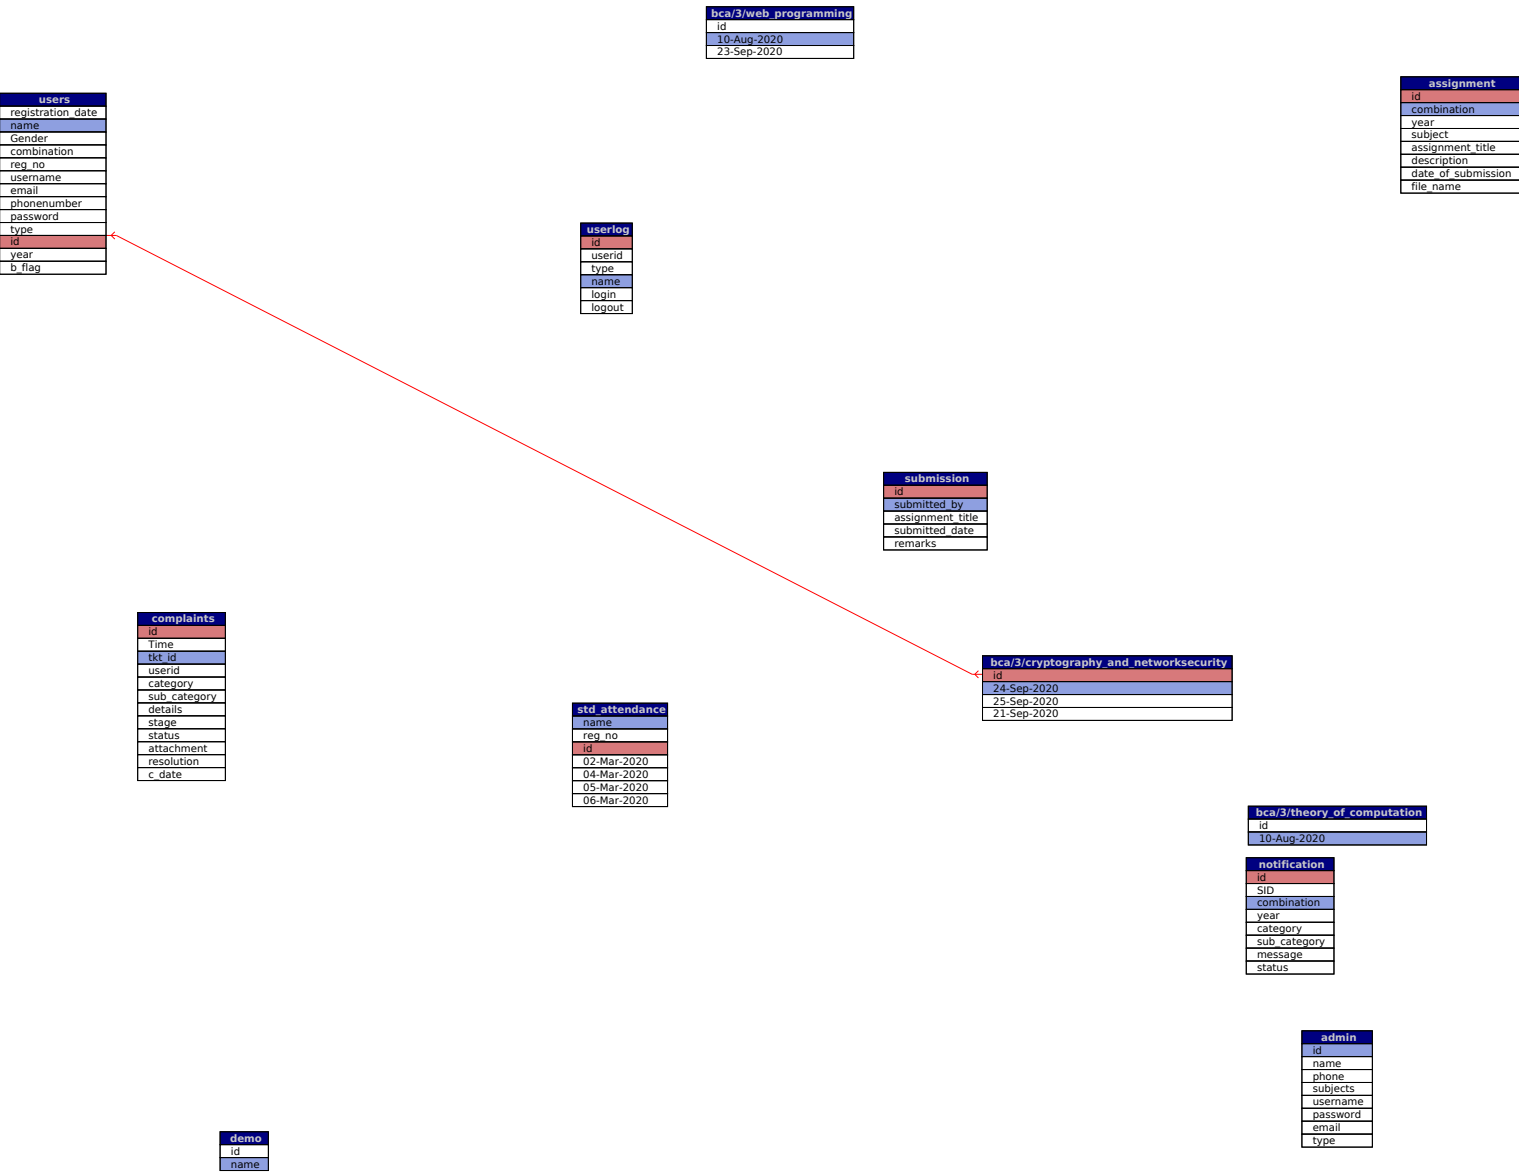 bca/3/web_programming
id
10-Aug-2020
23-Sep-2020
users
registration_date
name
Gender
combination
reg_no
username
email
phonenumber
password
type
id
year
b_flag
assignment
id
combination
year
subject
assignment_title
description
date_of_submission
file_name
userlog
id
userid
type
name
login
logout
submission
id
submitted_by
assignment_title
submitted_date
remarks
complaints
id
Time
tkt_id
userid
category
sub_category
details
stage
status
attachment
resolution
c_date
bca/3/cryptography_and_networksecurity
id
24-Sep-2020
25-Sep-2020
21-Sep-2020
std_attendance
name
reg_no
id
02-Mar-2020
04-Mar-2020
05-Mar-2020
06-Mar-2020
bca/3/theory_of_computation
id
10-Aug-2020
notification
id
SID
combination
year
category
sub_category
message
status
admin
id
name
phone
subjects
username
password
email
type
demo
id
name